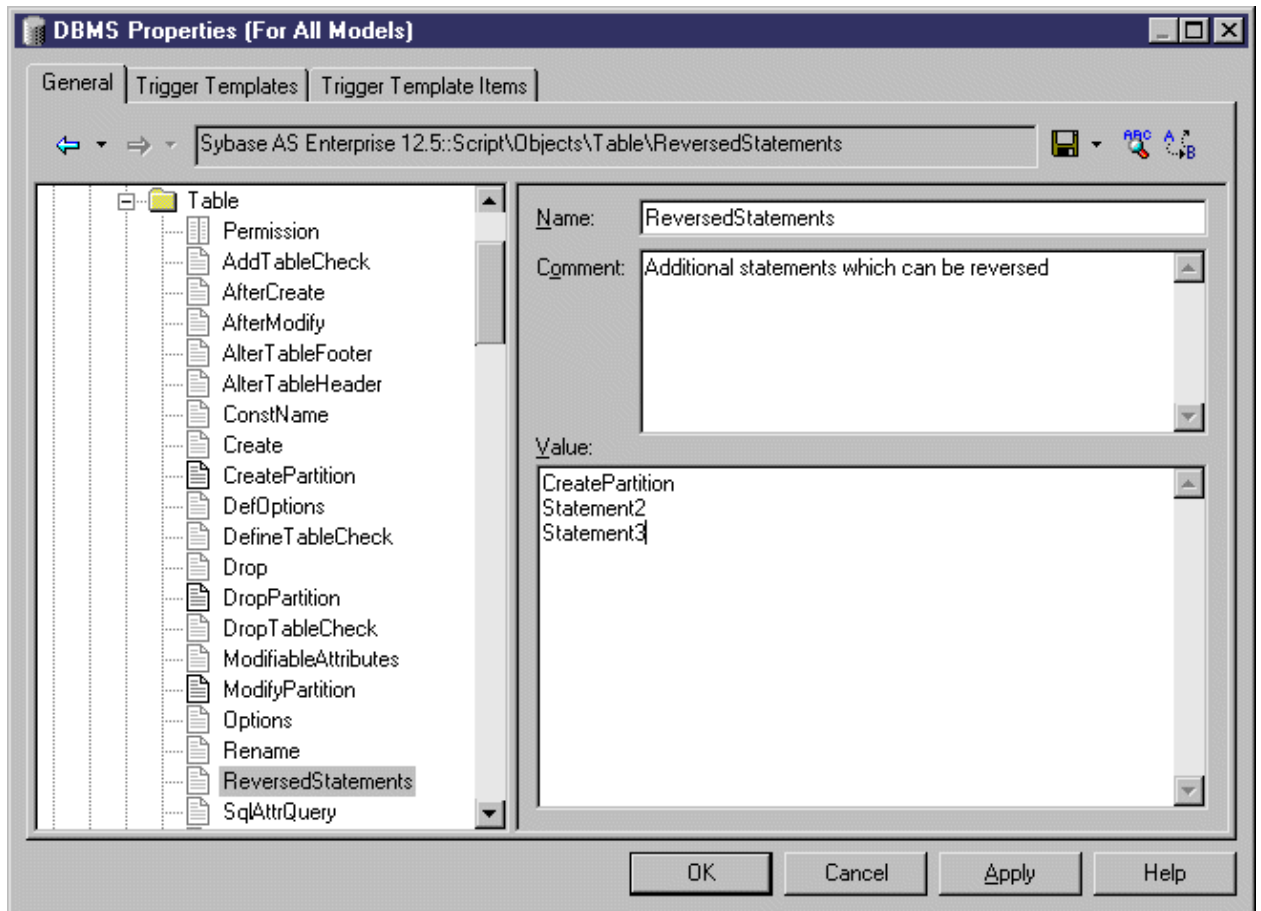 DBMS Properties (For All Models)
General
Trigger Templates
Trigger Template Items
Sybase AS Enterprise 12.5::Script\Objects\Table\ReversedStatements
ABC
A
B
Table
Permission
AddTableCheck
AfterCreate
AfterModify
AlterTableFooter
AlterTableHeader
ConstName
Create
CreatePartition
DefOptions
DefineTableCheck
Drop
DropPartition
DropTableCheck
ModifiableAttributes
ModifyPartition
Options
Rename
ReversedStatements
SqlAttrQuery
Name:
ReversedStatements
Comment:
Additional statements which can be reversed
Value:
CreatePartition
Statement2
Statement3
OK
Cancel
Apply
Help